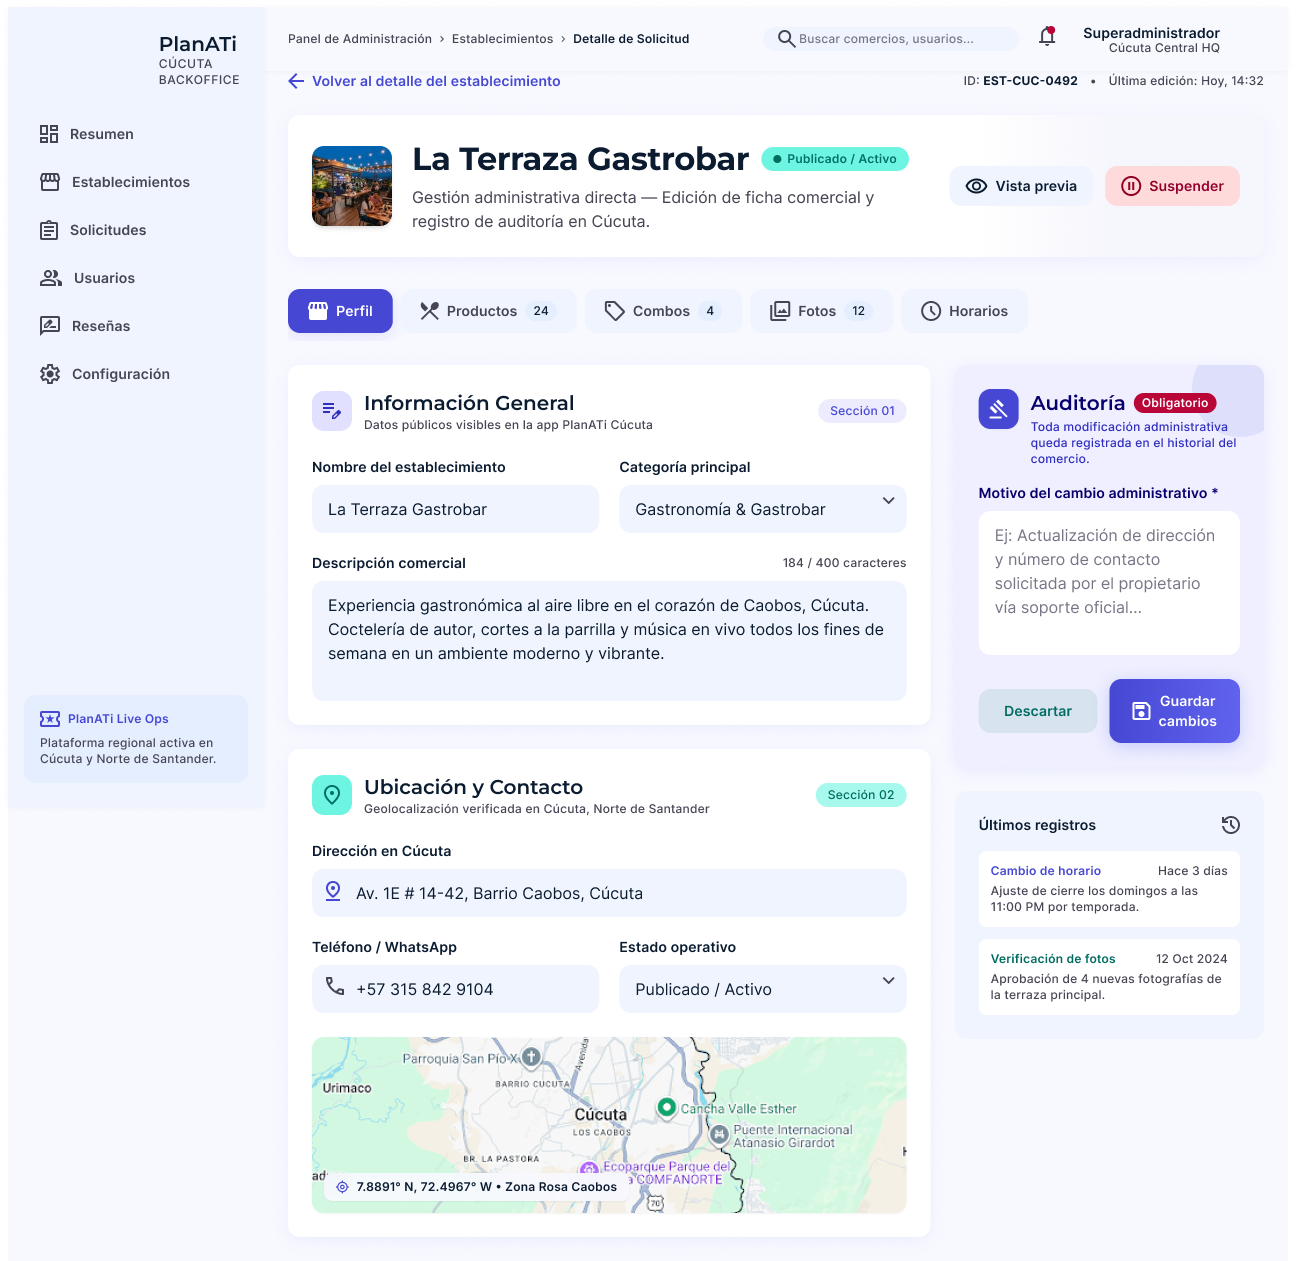 PlanATi
CÚCUTA
BACKOFFICE
Resumen
Establecimientos
Solicitudes
Usuarios
Reseñas
Configuración
PlanATi Live Ops
Plataforma regional activa en
Cúcuta y Norte de Santander.
Panel de Administración › Establecimientos › Detalle de Solicitud
Buscar comercios, usuarios...
Superadministrador
Cúcuta Central HQ
Volver al detalle del establecimiento
ID: EST-CUC-0492 • Última edición: Hoy, 14:32
La Terraza Gastrobar
Publicado / Activo
Gestión administrativa directa — Edición de ficha comercial y
registro de auditoría en Cúcuta.
Vista previa
Suspender
Perfil
Productos 24
Combos 4
Fotos 12
Horarios
Información General
Datos públicos visibles en la app PlanATi Cúcuta
Sección 01
Nombre del establecimiento
La Terraza Gastrobar
Categoría principal
Gastronomía & Gastrobar
Descripción comercial
184 / 400 caracteres
Experiencia gastronómica al aire libre en el corazón de Caobos, Cúcuta.
Coctelería de autor, cortes a la parrilla y música en vivo todos los fines de
semana en un ambiente moderno y vibrante.
Ubicación y Contacto
Geolocalización verificada en Cúcuta, Norte de Santander
Sección 02
Dirección en Cúcuta
Av. 1E # 14-42, Barrio Caobos, Cúcuta
Teléfono / WhatsApp
+57 315 842 9104
Estado operativo
Publicado / Activo
Parroquia San Pío X
Avenida
Urimaco
BARRIO CUCUTA
Cúcuta
LOS CAOBOS
Cancha Valle Esther
Puente Internacional
Atanasio Girardot
BR. LA PASTORA
Ecoparque Parque del
COMFANORTE
70
7.8891° N, 72.4967° W • Zona Rosa Caobos
Auditoría
Obligatorio
Toda modificación administrativa
queda registrada en el historial del
comercio.
Motivo del cambio administrativo *
Ej: Actualización de dirección
y número de contacto
solicitada por el propietario
vía soporte oficial...
Descartar
Guardar
cambios
Últimos registros
Cambio de horario
Hace 3 días
Ajuste de cierre los domingos a las
11:00 PM por temporada.
Verificación de fotos
12 Oct 2024
Aprobación de 4 nuevas fotografías de
la terraza principal.